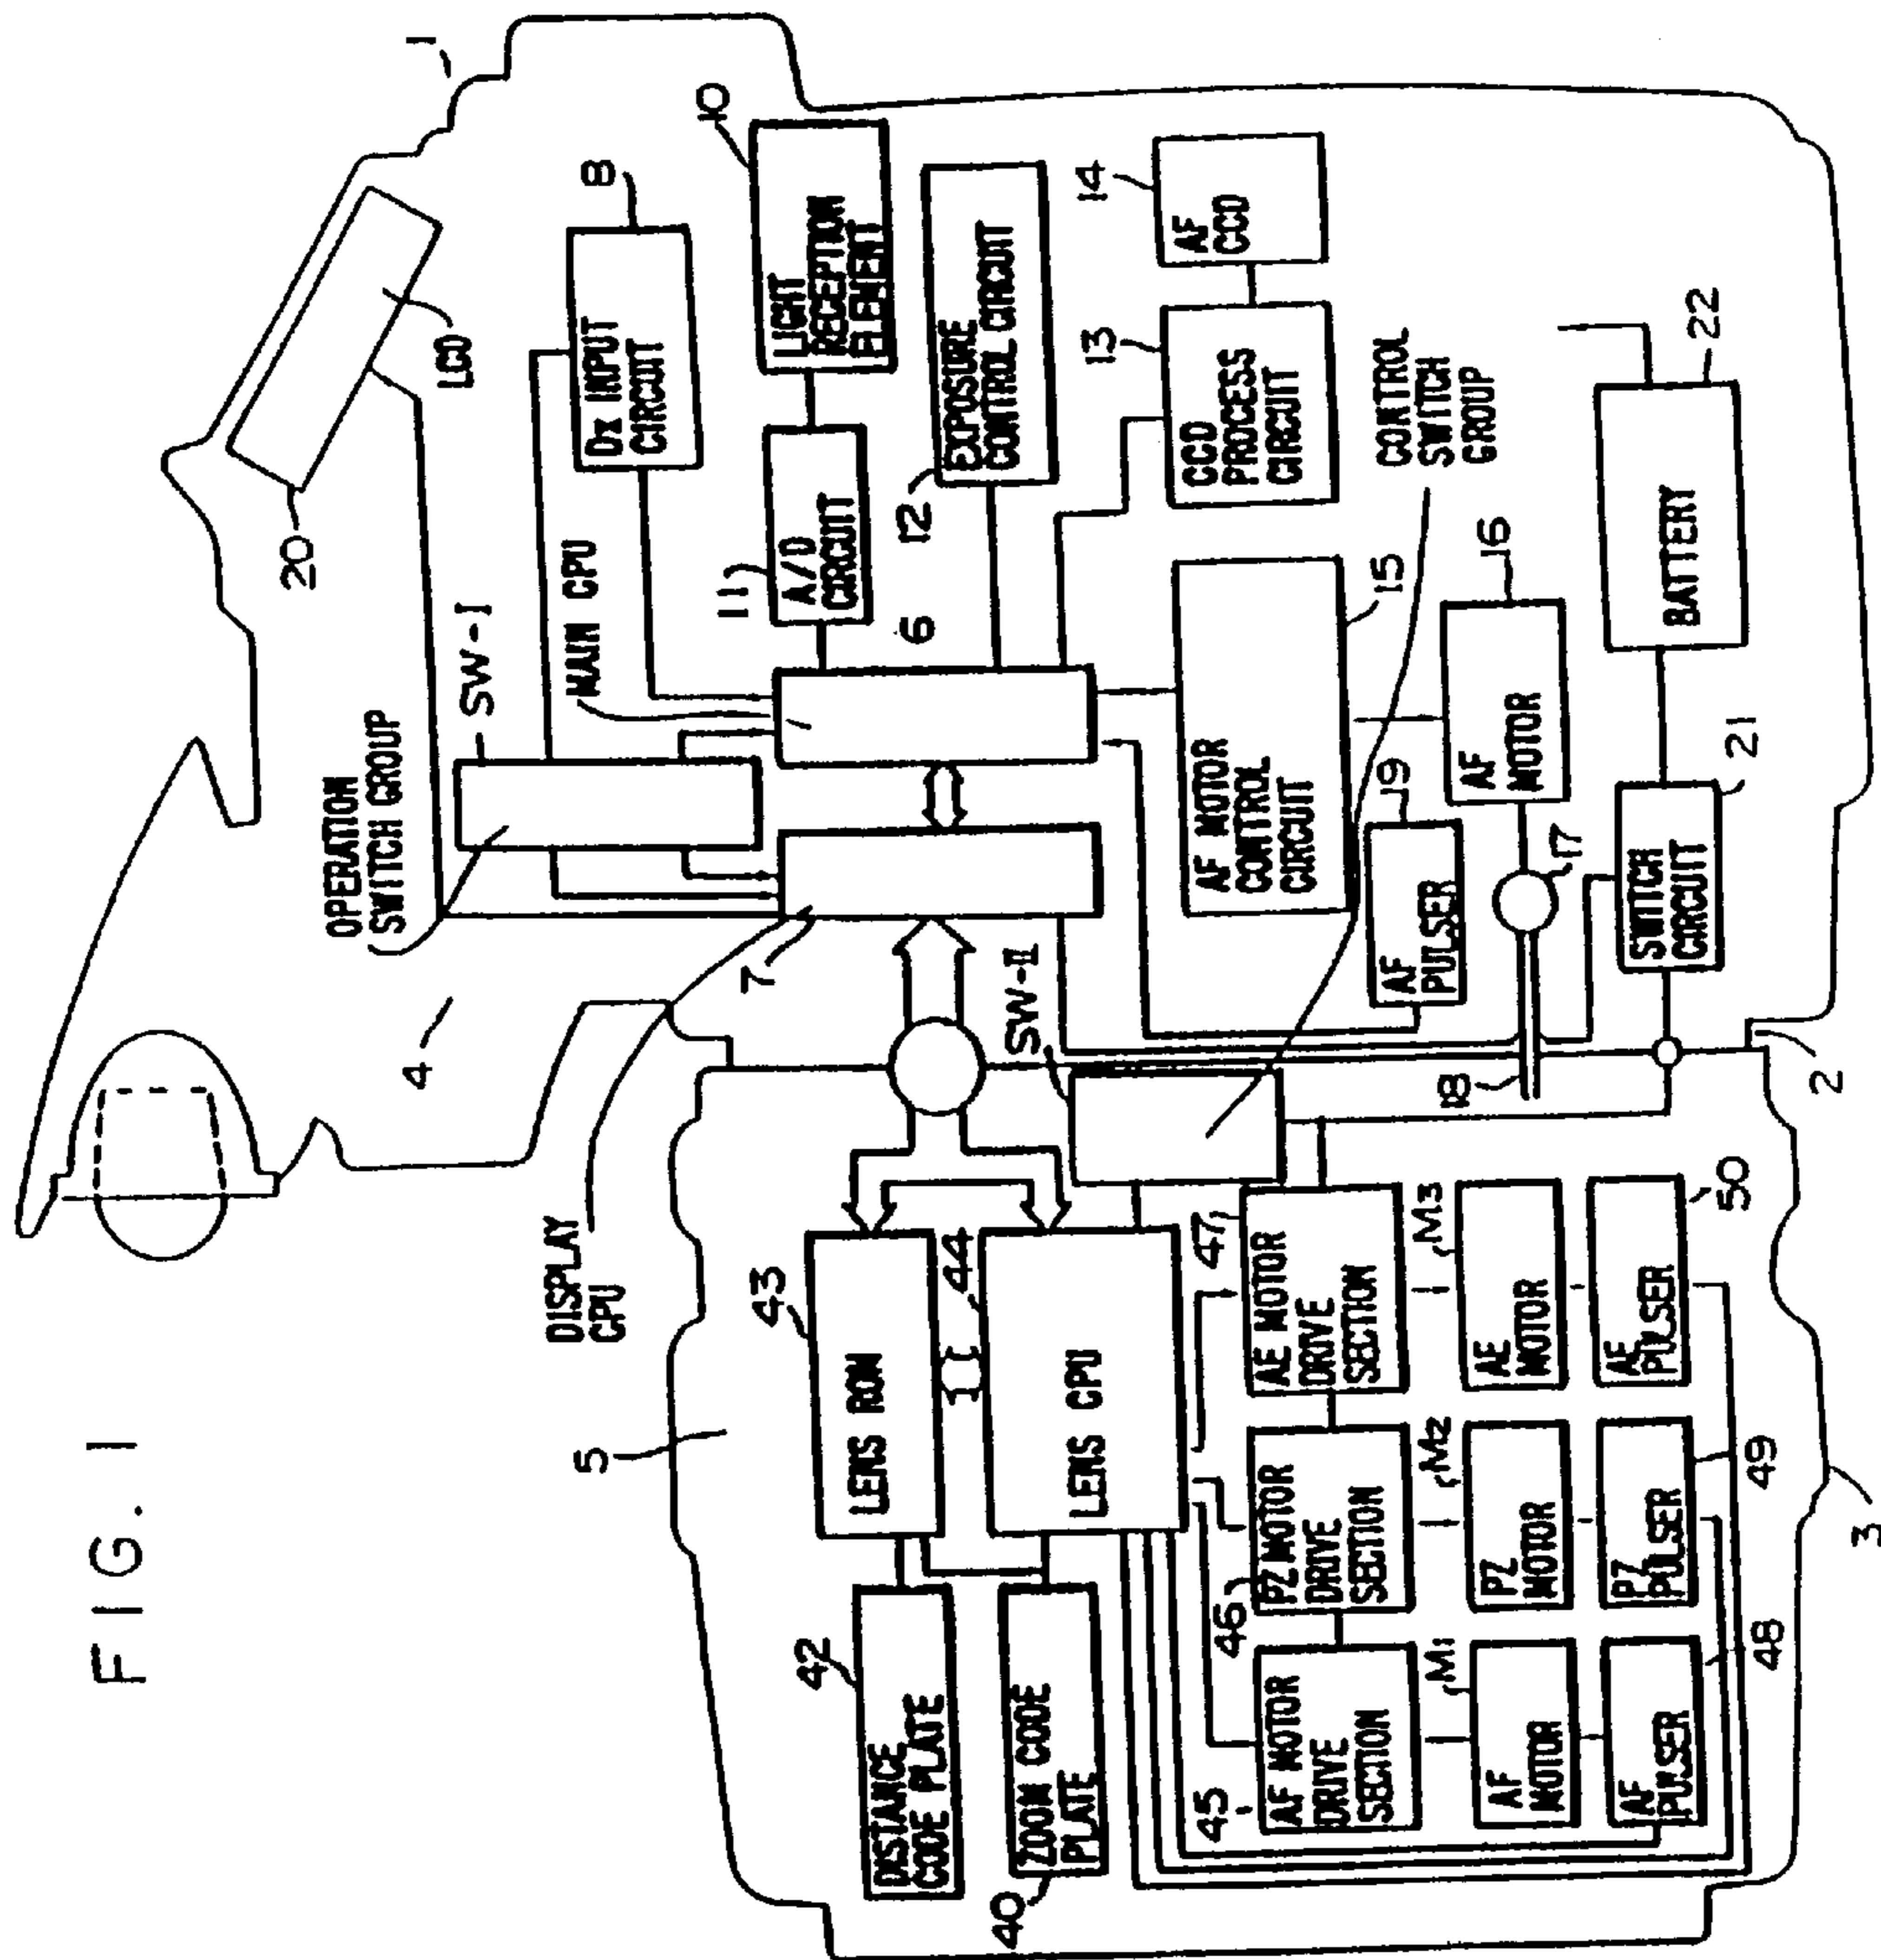 FIG. 1
1
20
LCD
SW-I
OPERATION
SWITCH GROUP
4
MAIN CPU
8
Dx INPUT
CIRCUIT
10
LIGHT
RECEPTION
ELEMENT
11
A/D
CIRCUIT
6
12
EXPOSURE
CONTROL CIRCUIT
14
AF
CCD
13
CCD
PROCESS
CIRCUIT
CONTROL
SWITCH
GROUP
15
AF MOTOR
CONTROL
CIRCUIT
16
AF
MOTOR
17
18
19
AF
PULSER
22
BATTERY
21
SWITCH
CIRCUIT
2
7
DISPLAY
CPU
SW-II
5
43
LENS ROM
44
LENS CPU
42
DISTANCE
CODE PLATE
40
ZOOM CODE
PLATE
45
AF MOTOR
DRIVE
SECTION
46
PZ MOTOR
DRIVE
SECTION
47
AE MOTOR
DRIVE
SECTION
M1
AF
MOTOR
M2
PZ
MOTOR
M3
AE
MOTOR
48
AF
PULSER
49
PZ
PULSER
50
AE
PULSER
3